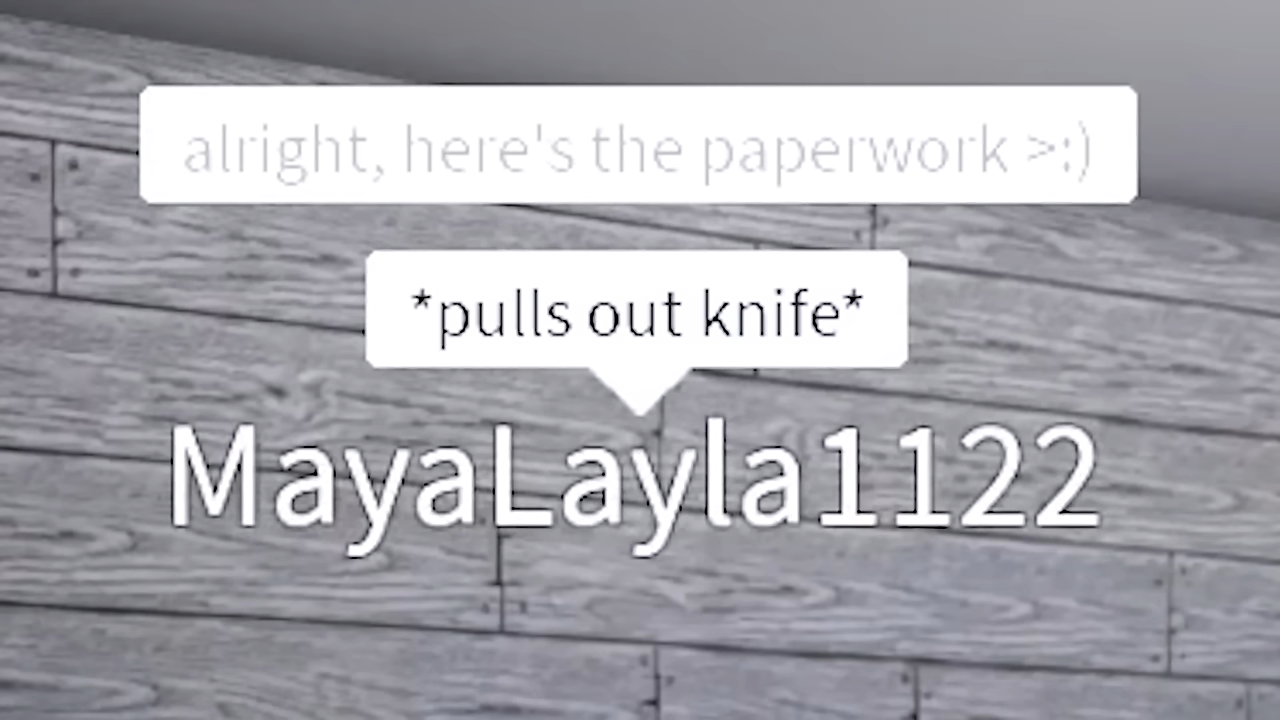 alright, here's the paperwork >:)
*pulls out knife*
MayaLayla1122